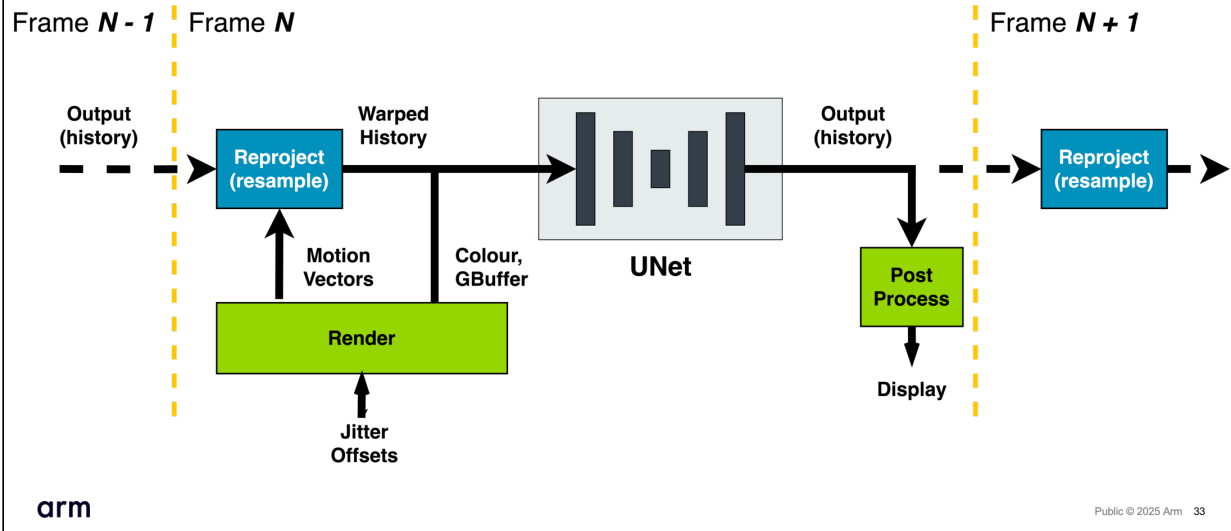 Frame N - 1
Frame N
Frame N + 1
Output
(history)
Reproject
(resample)
Warped
History
Output
(history)
Reproject
(resample)
Motion
Vectors
Colour,
GBuffer
UNet
Post
Process
Render
Display
Jitter
Offsets
arm
Public © 2025 Arm 33